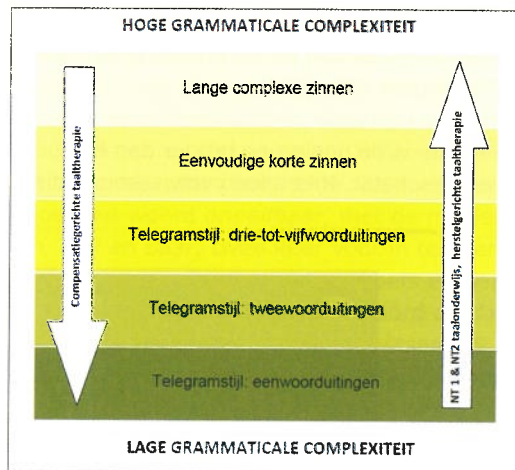 HOGE GRAMMATICALE COMPLEXITEIT
Lange complexe zinnen
Eenvoudige korte zinnen
Telegramstijl: drie-tot-vijfwoorduitingen
Telegramstijl: tweewoorduitingen
Telegramstijl: eenwoorduitingen
Compensatiegerichte taaltherapie
NT 1 & NT2 taalonderwijs, herstelgerichte taaltherapie
LAGE GRAMMATICALE COMPLEXITEIT